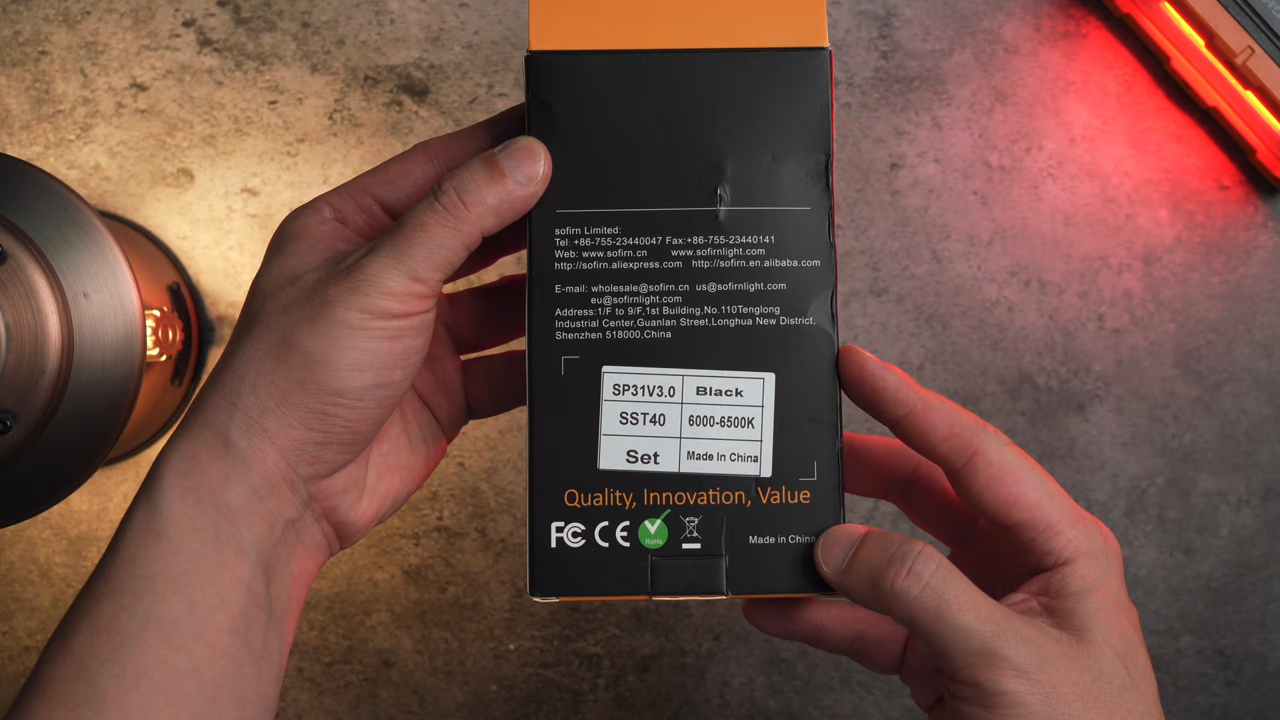 sofirn Limited:
Tel: +86-755-23440047 Fax:+86-755-23440141
Web: www.sofirn.cn www.sofirnlight.com
http://sofirn.aliexpress.com http://sofirn.en.alibaba.com
E-mail: wholesale@sofirn.cn us@sofirnlight.com
eu@sofirnlight.com
Address:1/F to 9/F,1st Building,No.110Tenglong
Industrial Center,Guanlan Street,Longhua New District,
Shenzhen 518000,China
SP31V3.0 Black
SST40 6000-6500K
Set Made In China
Quality, Innovation, Value
FC CE RoHs
Made in China